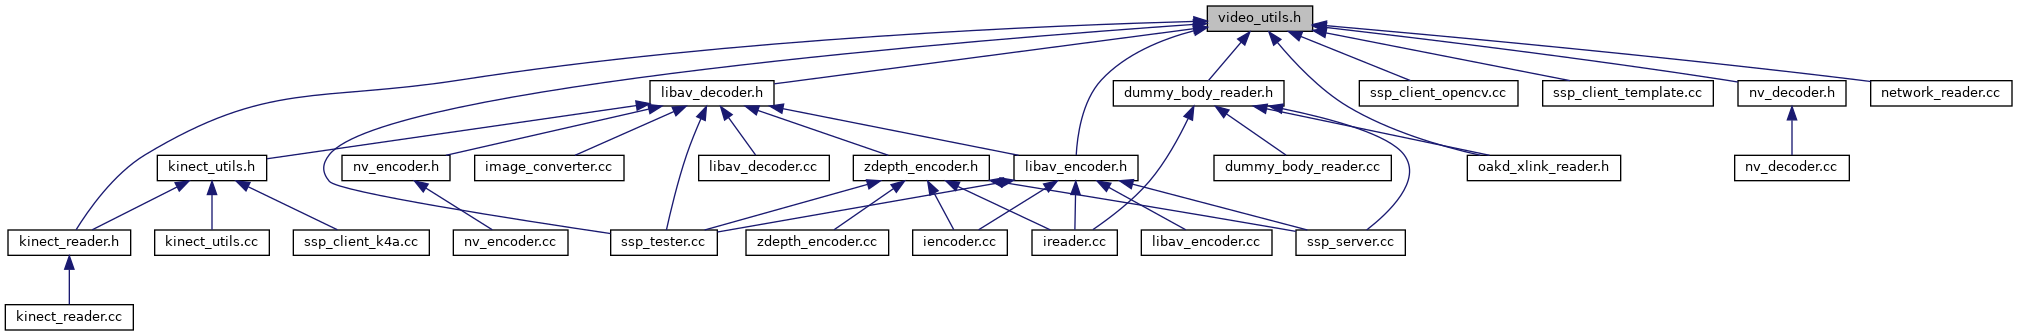 video_utils.h
libav_decoder.h
dummy_body_reader.h
ssp_client_opencv.cc
ssp_client_template.cc
nv_decoder.h
network_reader.cc
kinect_utils.h
nv_encoder.h
image_converter.cc
libav_decoder.cc
zdepth_encoder.h
libav_encoder.h
dummy_body_reader.cc
oakd_xlink_reader.h
nv_decoder.cc
kinect_reader.h
kinect_utils.cc
ssp_client_k4a.cc
nv_encoder.cc
ssp_tester.cc
zdepth_encoder.cc
iencoder.cc
ireader.cc
libav_encoder.cc
ssp_server.cc
kinect_reader.cc